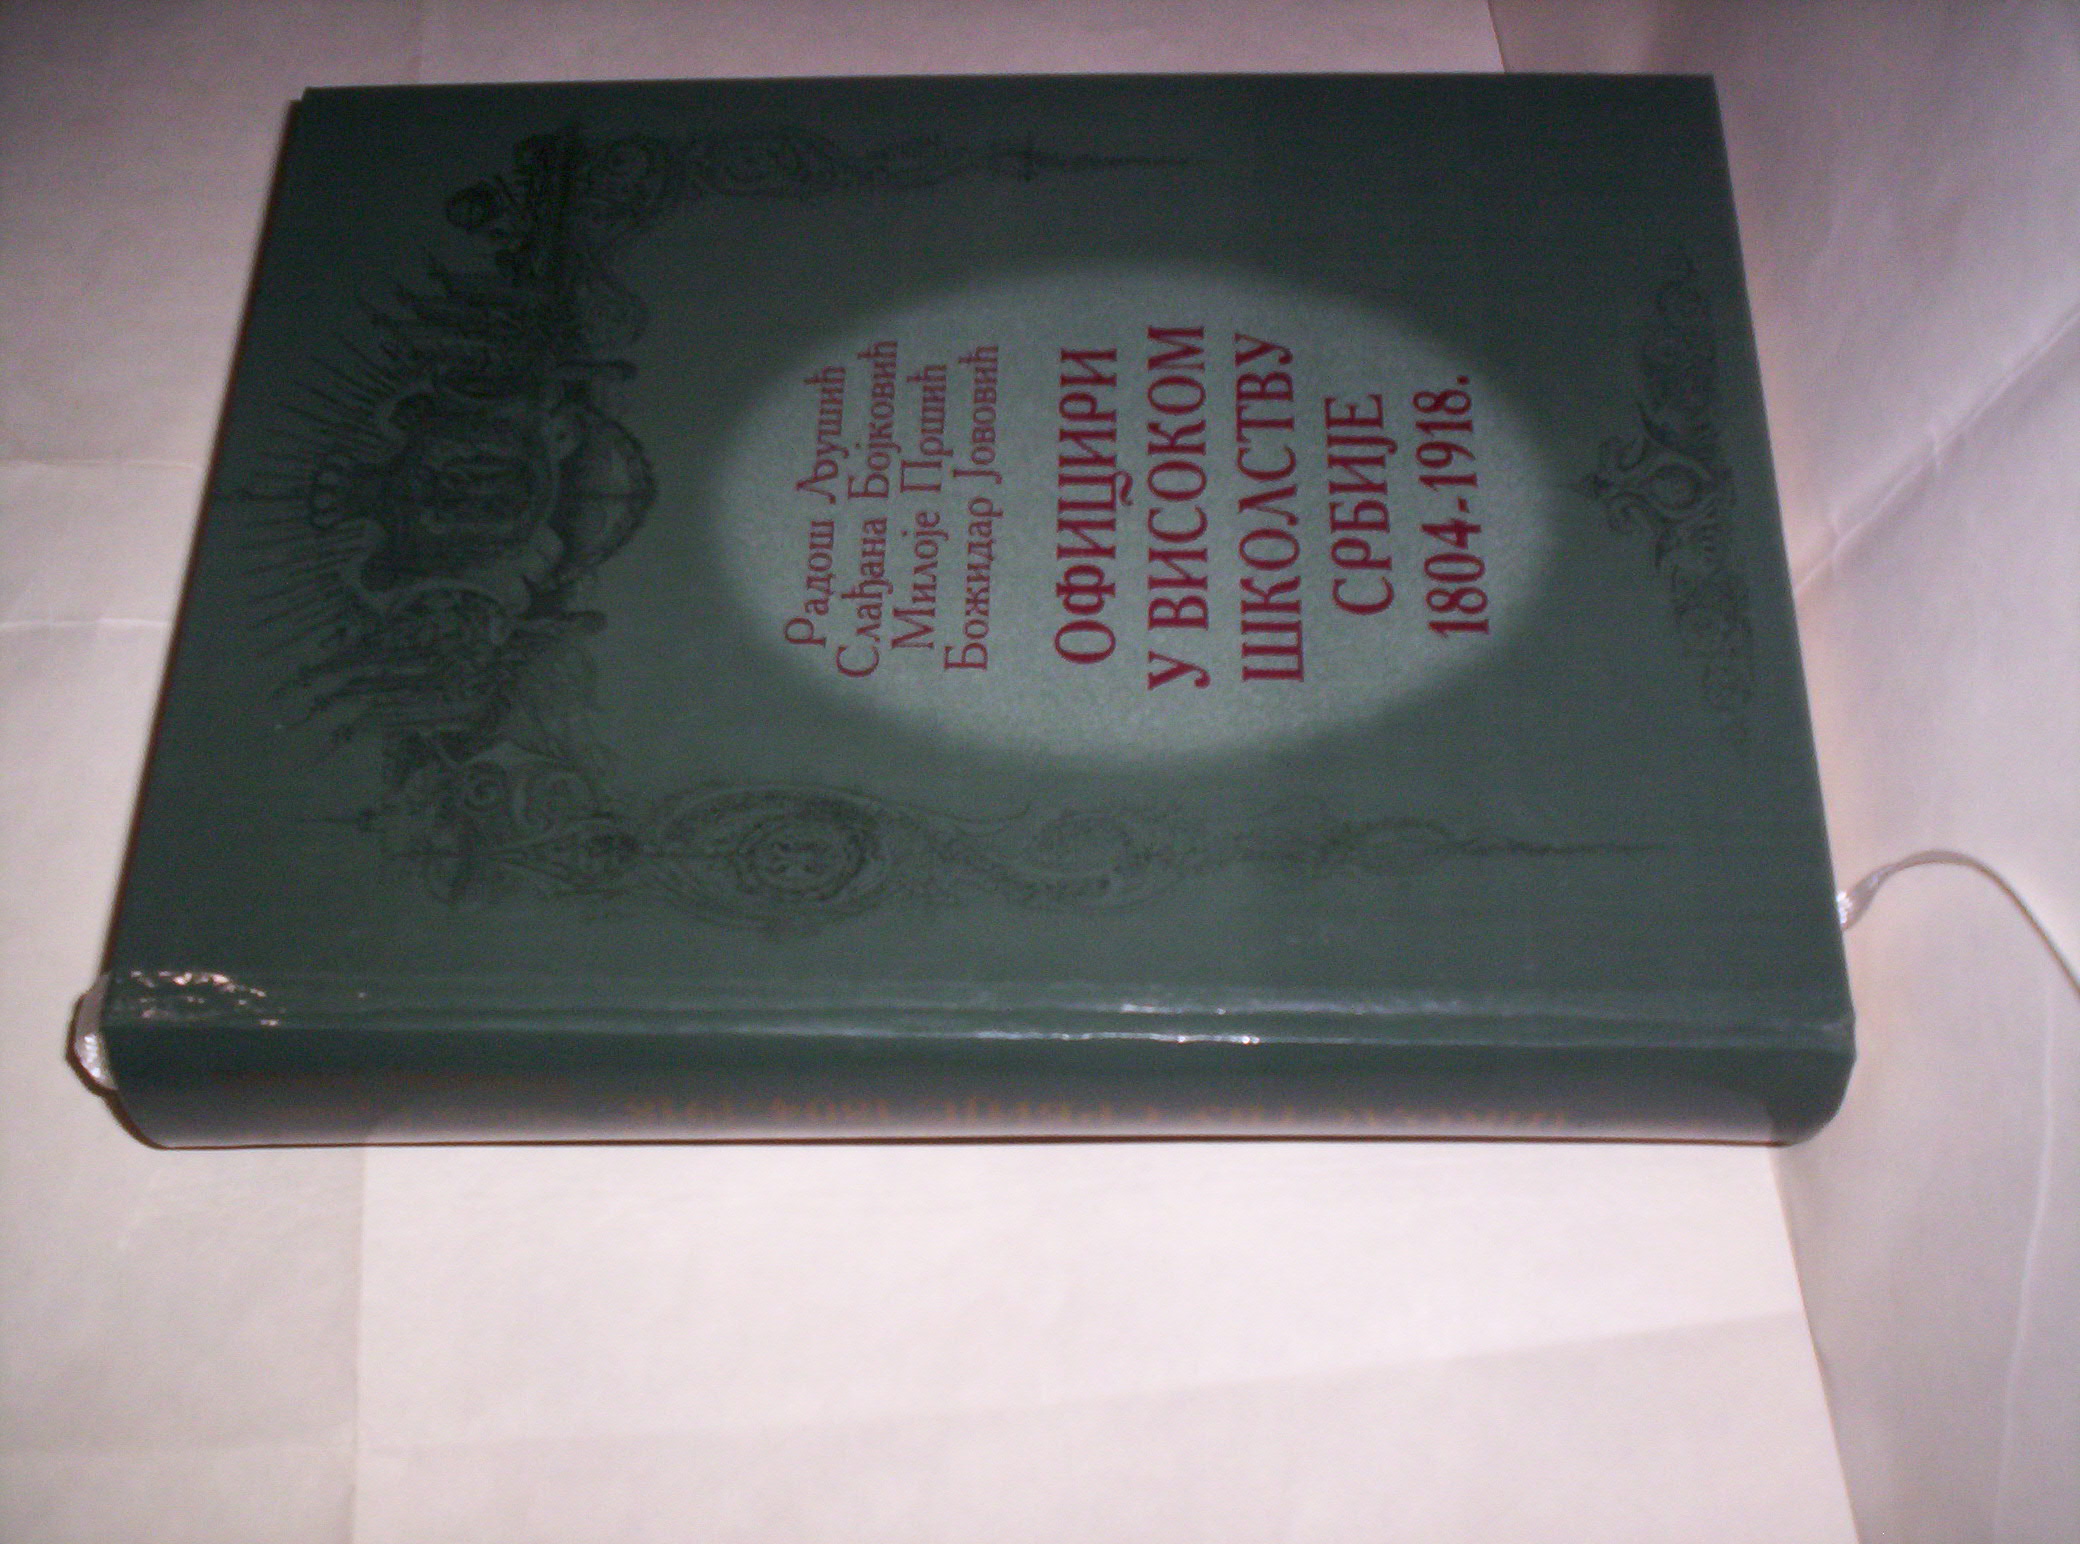 Радош Љушић
Слађана Бојковић
Милоје Пршић
Божидар Јововић
ОФИЦИРИ
У ВИСОКОМ
ШКОЛСТВУ
СРБИЈЕ
1804-1918.